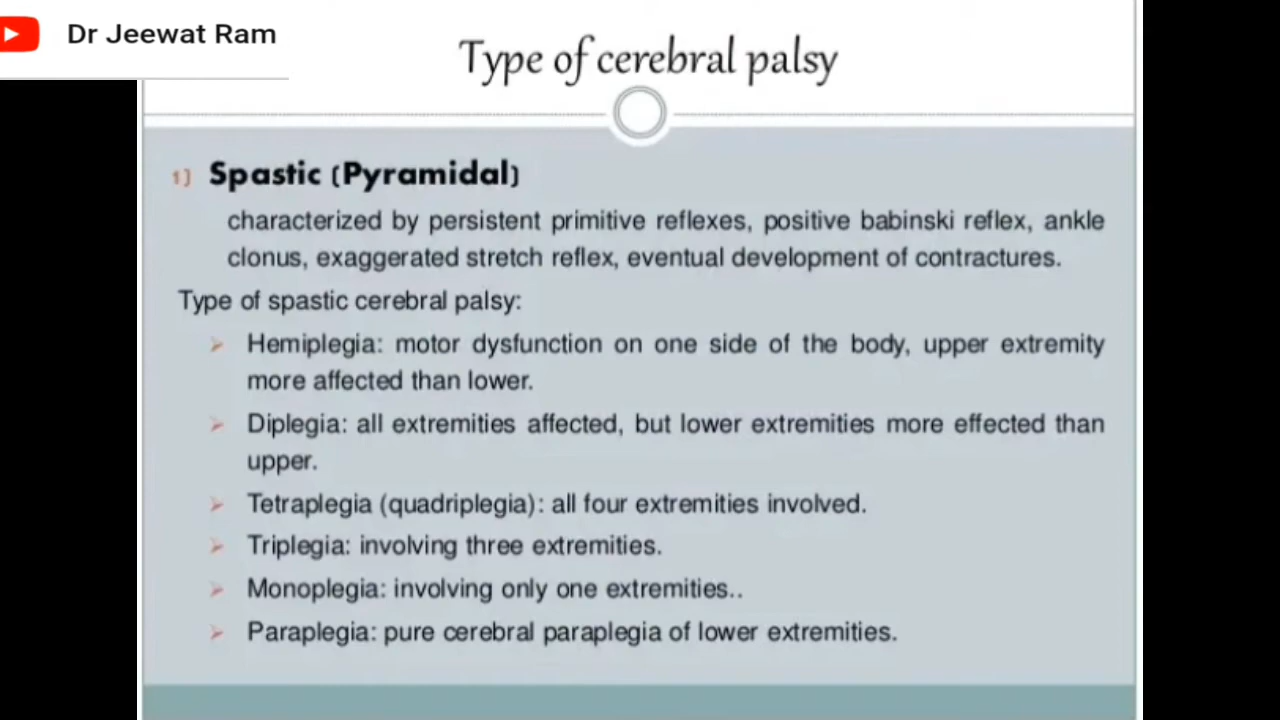 Dr Jeewat Ram
Type of cerebral palsy
1) Spastic (Pyramidal)
characterized by persistent primitive reflexes, positive babinski reflex, ankle
clonus, exaggerated stretch reflex, eventual development of contractures.
Type of spastic cerebral palsy:
Hemiplegia: motor dysfunction on one side of the body, upper extremity
more affected than lower.
Diplegia: all extremities affected, but lower extremities more effected than
upper.
Tetraplegia (quadriplegia): all four extremities involved.
Triplegia: involving three extremities.
Monoplegia: involving only one extremities..
Paraplegia: pure cerebral paraplegia of lower extremities.